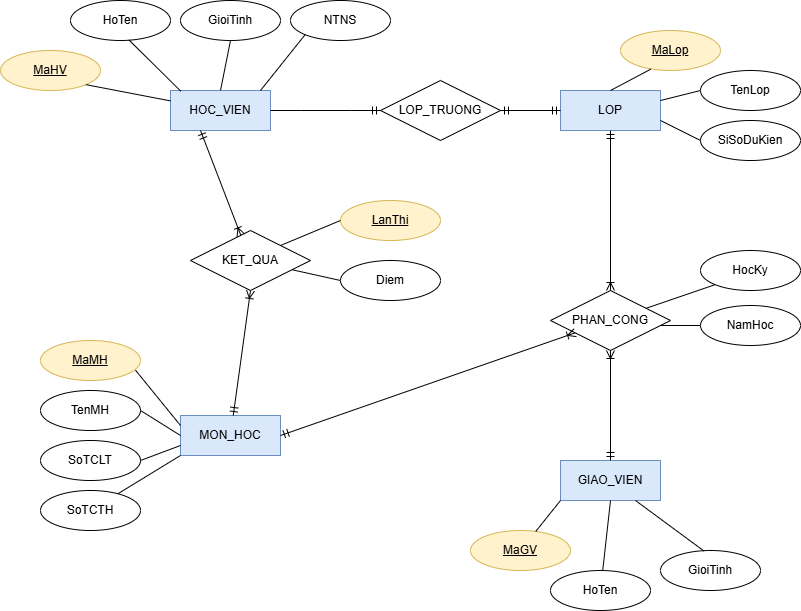 HoTen
GioiTinh
NTNS
MaHV
MaLop
HOC_VIEN
LOP_TRUONG
LOP
TenLop
SiSoDuKien
LanThi
KET_QUA
Diem
HocKy
PHAN_CONG
NamHoc
MaMH
TenMH
MON_HOC
SoTCLT
SoTCTH
GIAO_VIEN
MaGV
HoTen
GioiTinh